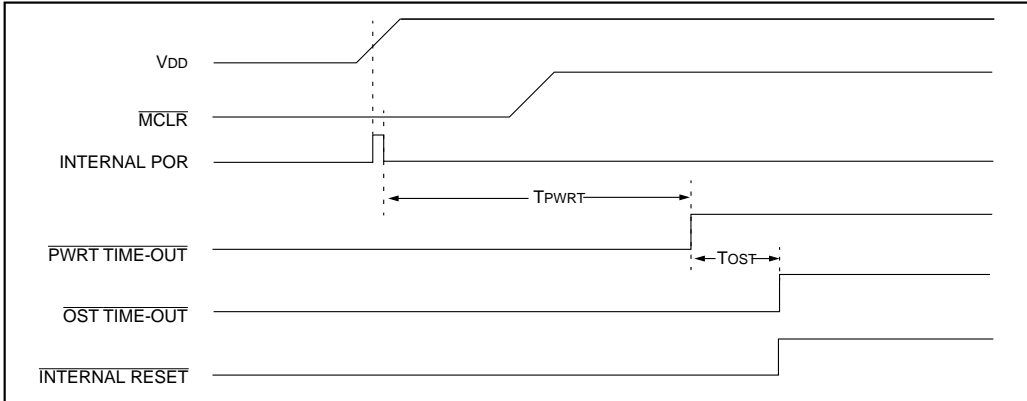 VDD
MCLR
INTERNAL POR
TPWRT
PWRT TIME-OUT
TOST
OST TIME-OUT
INTERNAL RESET